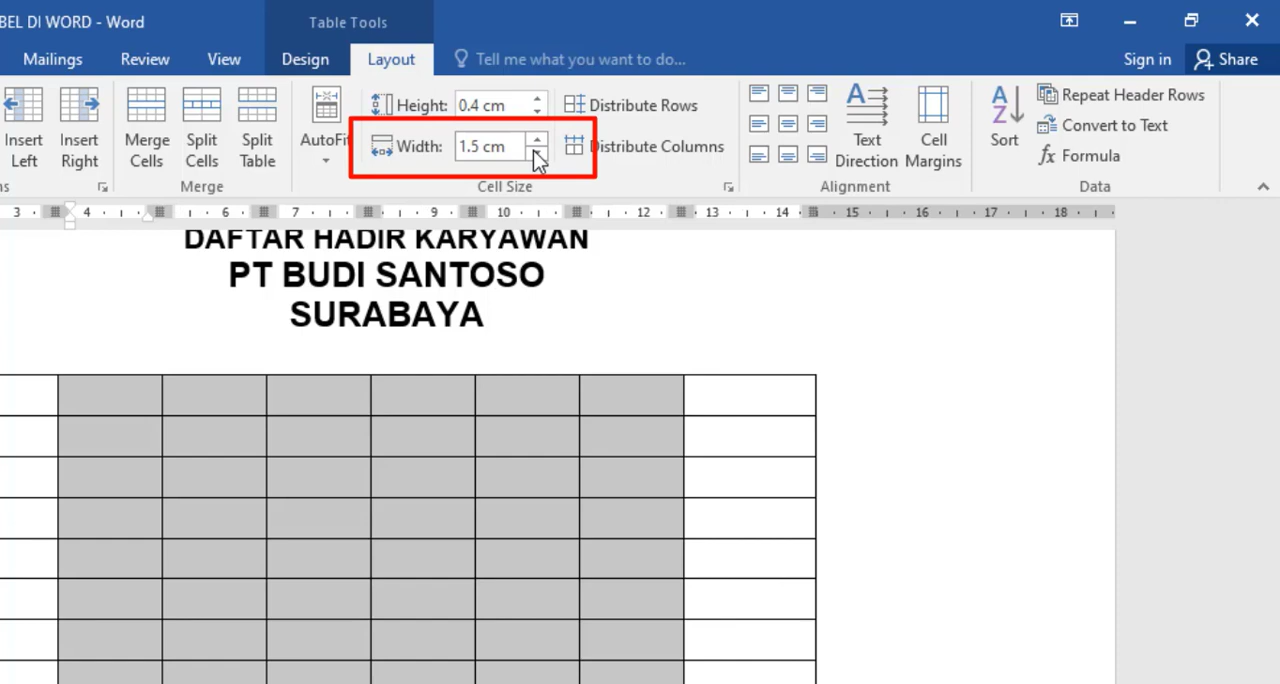 BEL DI WORD - Word
Table Tools
Mailings
Review
View
Design
Layout
Tell me what you want to do...
Sign in
Share
Insert Left
Insert Right
Merge Cells
Split Cells
Split Table
AutoFit
Height: 0.4 cm
Width: 1.5 cm
Distribute Rows
Distribute Columns
Text Direction
Cell Margins
A Z
Sort
Repeat Header Rows
Convert to Text
fx Formula
Merge
Cell Size
Alignment
Data
3 4 6 7 9 10 12 13 14 15 16 17 18
DAFTAR HADIR KARYAWAN
PT BUDI SANTOSO
SURABAYA